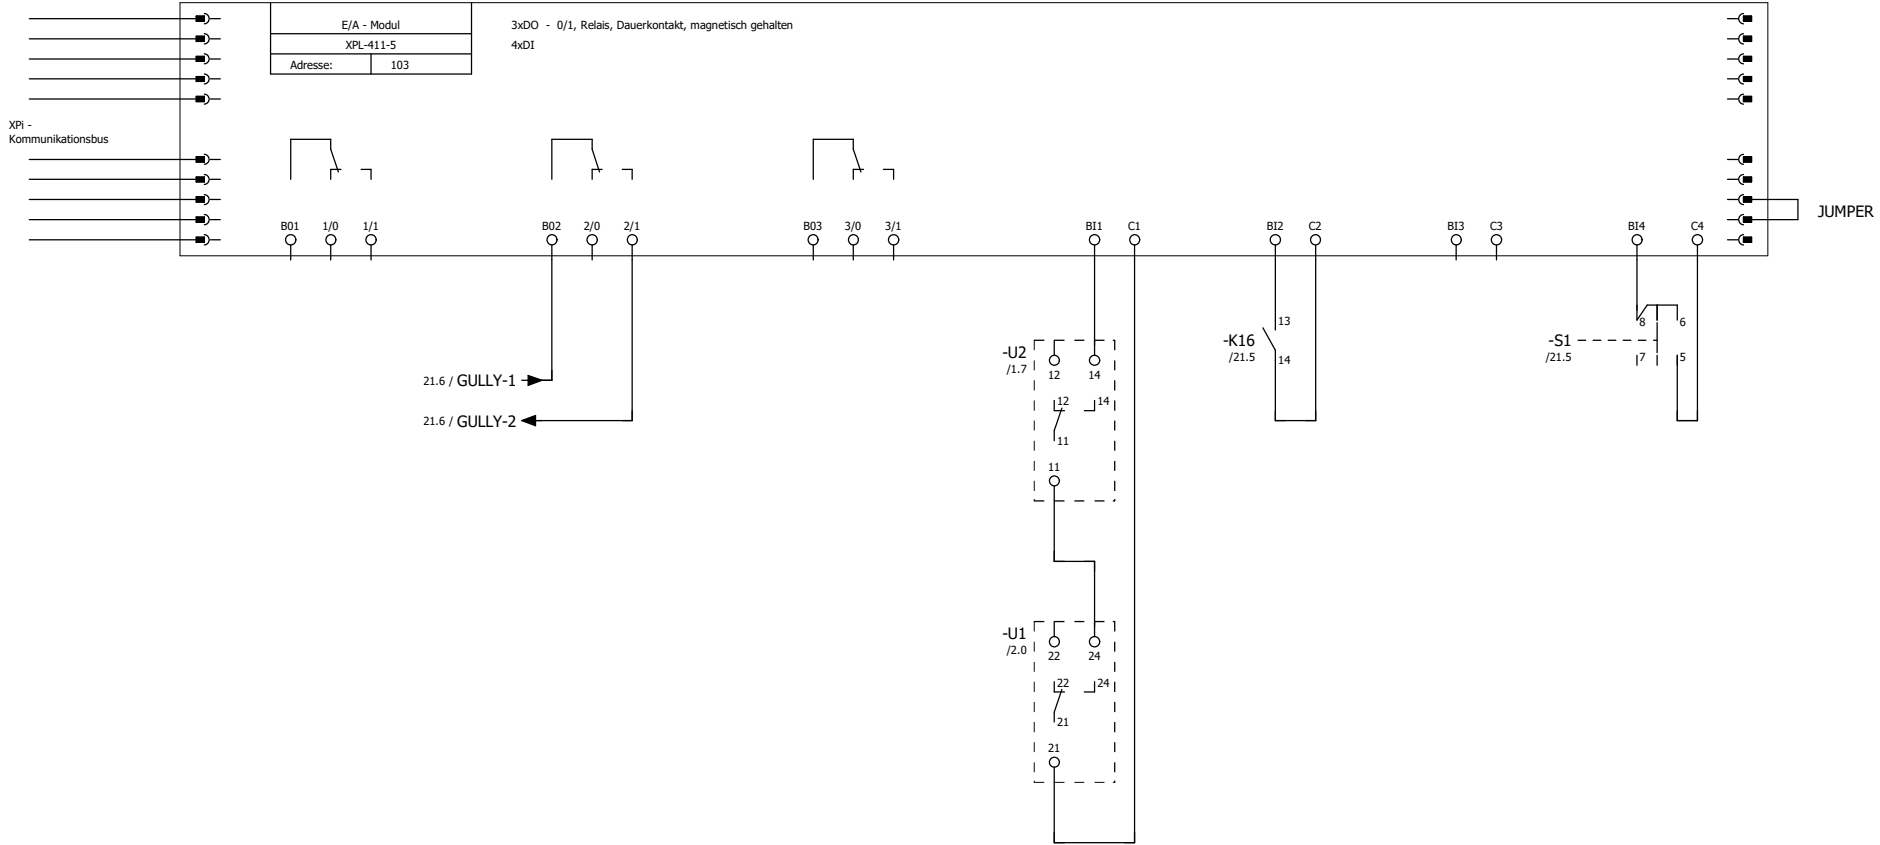 E/A - Modul
3xDO - 0/1, Relais, Dauerkontakt, magnetisch gehalten
XPL-411-5
4xDI
Adresse:
103
XPi -
Kommunikationsbus
JUMPER
B01
1/0
1/1
B02
2/0
2/1
B03
3/0
3/1
BI1
C1
BI2
C2
BI3
C3
BI4
C4
21.6 / GULLY-1
21.6 / GULLY-2
-U2
/1.7
12
14
12
14
11
11
-K16
/21.5
13
14
-S1
/21.5
8
6
7
5
-U1
/2.0
22
24
22
24
21
21